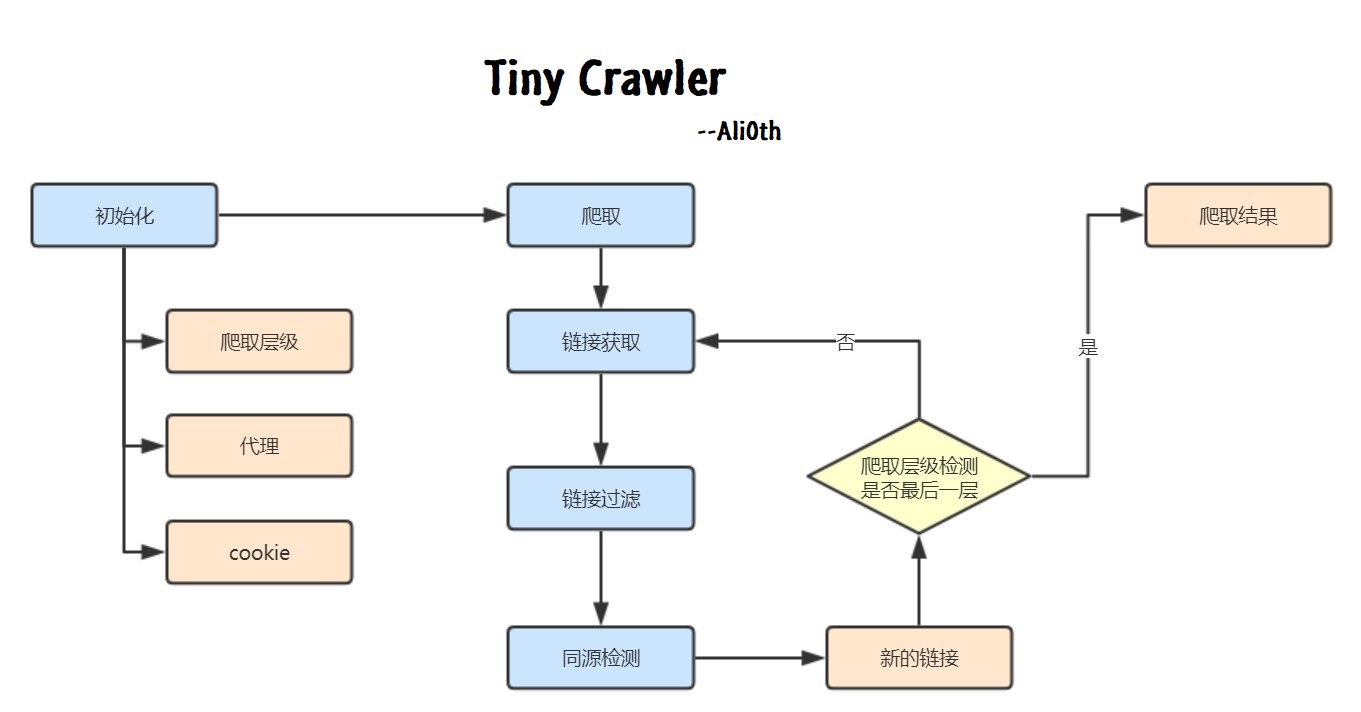 Tiny Crawler
--Ali0th
初始化
爬取
爬取结果
爬取层级
链接获取
否
是
代理
爬取层级检测
是否最后一层
链接过滤
cookie
同源检测
新的链接